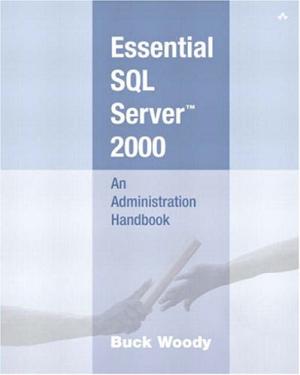 Essential
SQL
Server™
2000
An
Administration
Handbook
Buck Woody